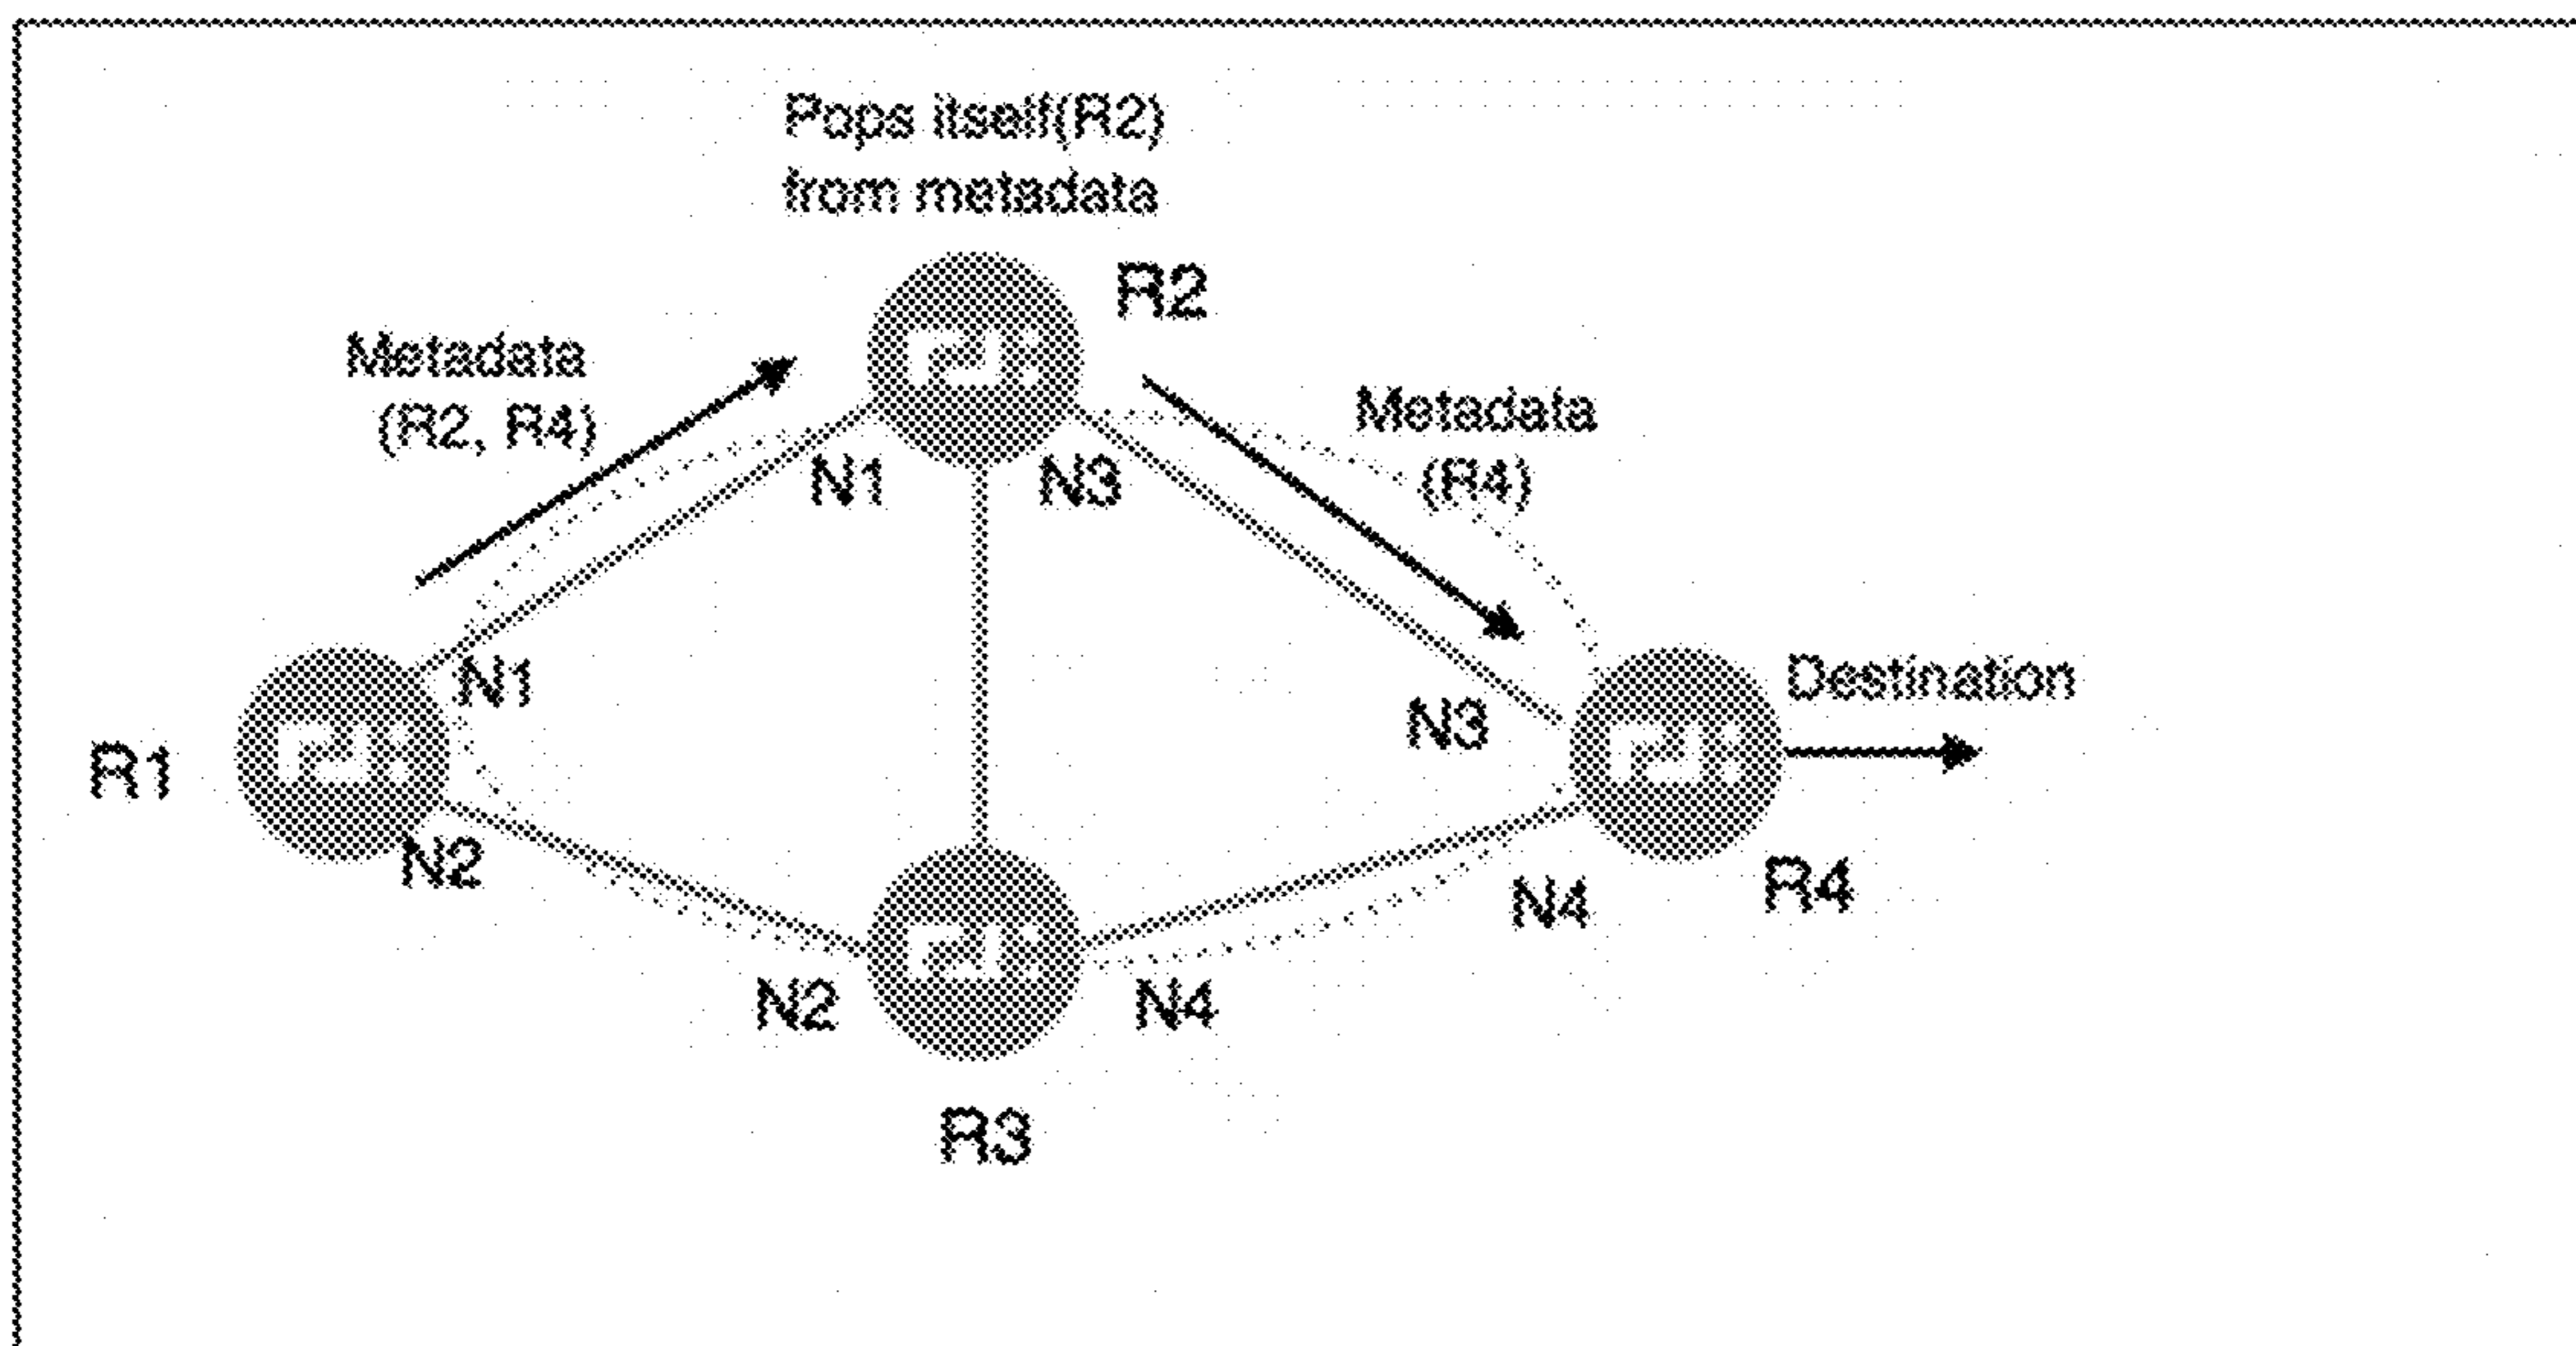 Pops itself(R2)
from metadata
R2
Metadata
(R2, R4)
Metadata
(R4)
N1
N3
N1
Destination
N3
R1
N2
R4
N4
N2
N4
R3